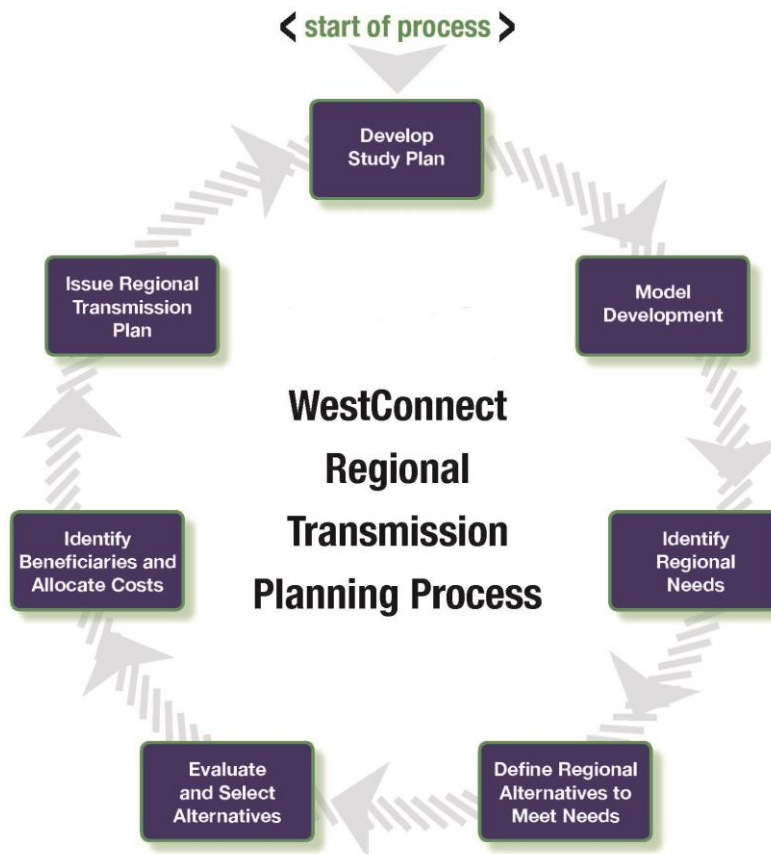 < start of process >
Develop
Study Plan
Model
Development
Identify
Regional
Needs
Define Regional
Alternatives to
Meet Needs
Evaluate
and Select
Alternatives
Identify
Beneficiaries and
Allocate Costs
Issue Regional
Transmission
Plan
WestConnect
Regional
Transmission
Planning Process